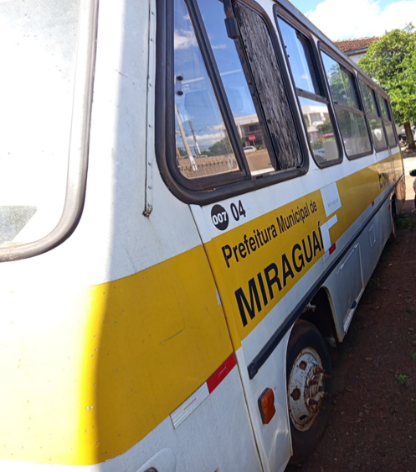 007 04
Prefeitura Municipal de
MIRAGUAÍ